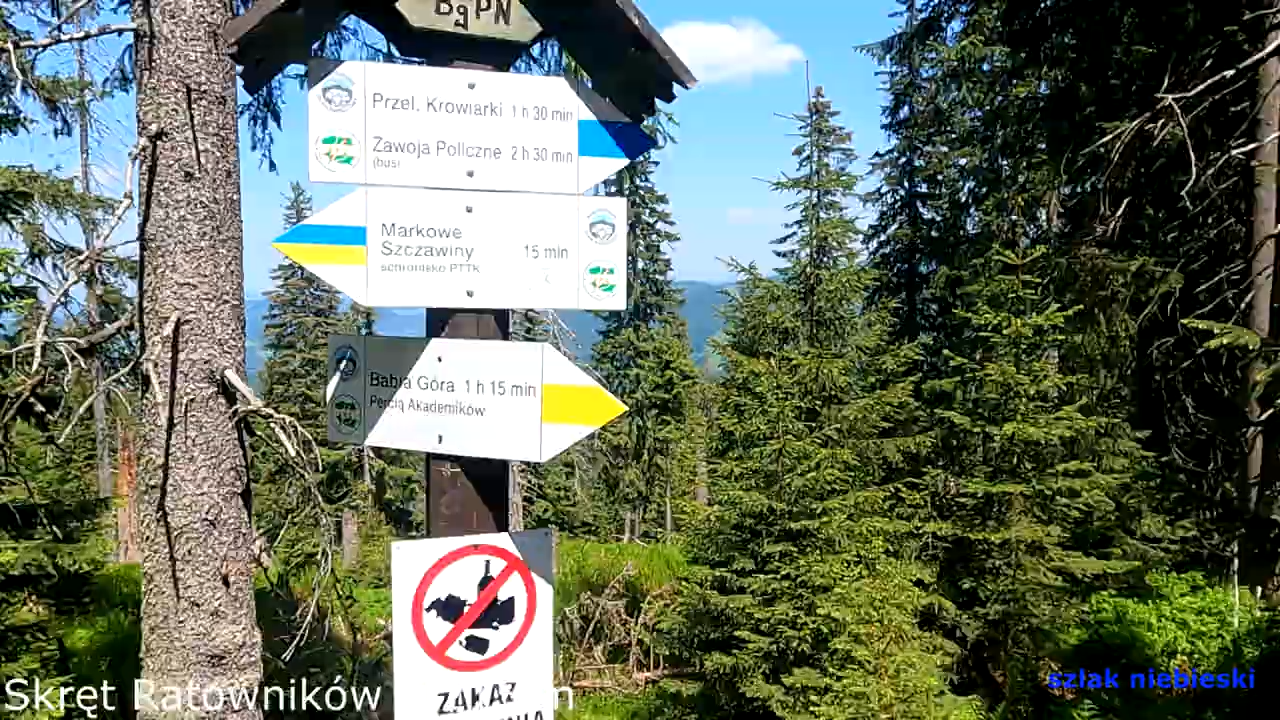 BgPN
Przeł. Krowiarki 1 h 30 min
Zawoja Policzne 2 h 30 min
(bus)
Markowe
Szczawiny 15 min
schronisko PTTK
Babia Góra 1 h 15 min
Percią Akademików
ZAKAZ
Skręt Ratowników
szlak niebieski